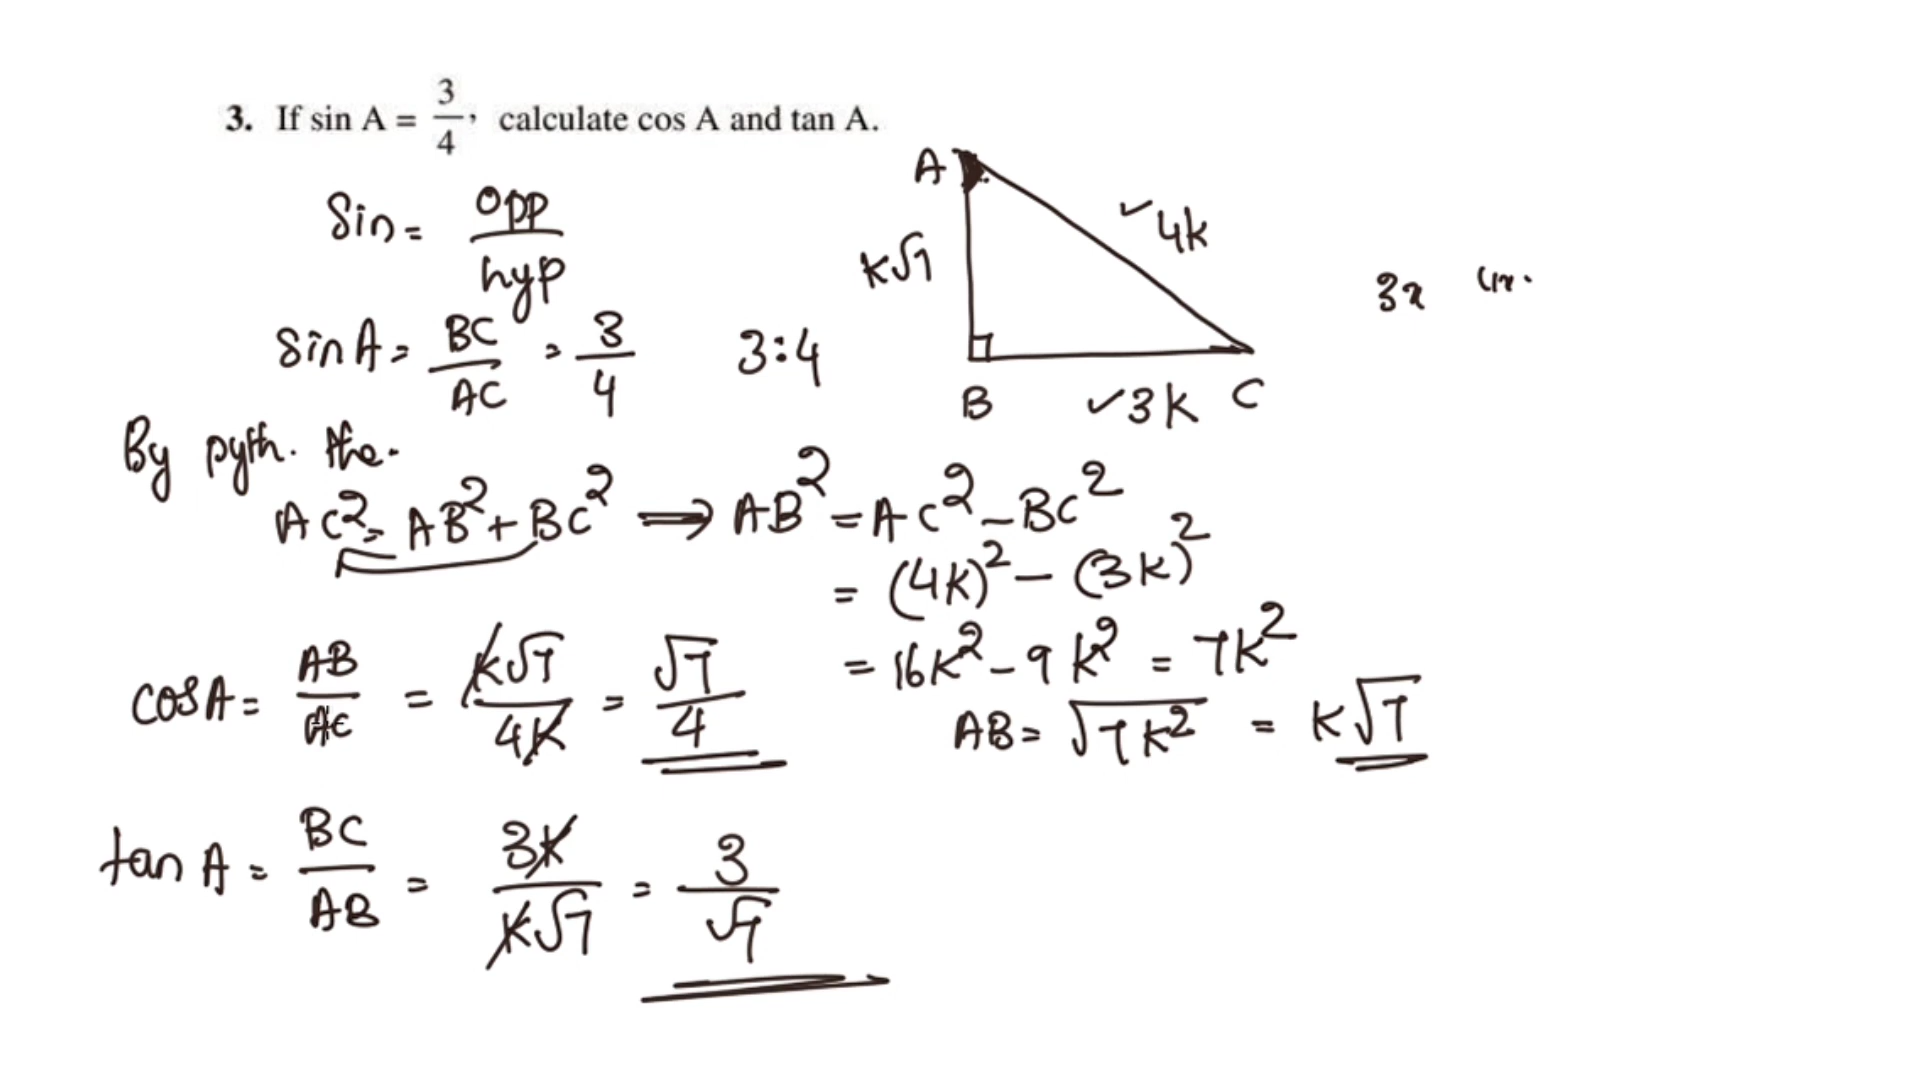 3. If sin A = 3/4, calculate cos A and tan A.
Sin = opp/hyp
A
4k
k√7
3x 4x.
sin A = BC/AC = 3/4
3:4
B
3k
C
By pyth. the.
AC² = AB² + BC² ⟹ AB² = AC² − BC²
= (4k)² − (3k)²
= 16k² − 9k² = 7k²
AB = √7k² = k√7
cos A = AB/AC = k√7/4k = √7/4
tan A = BC/AB = 3k/k√7 = 3/√7